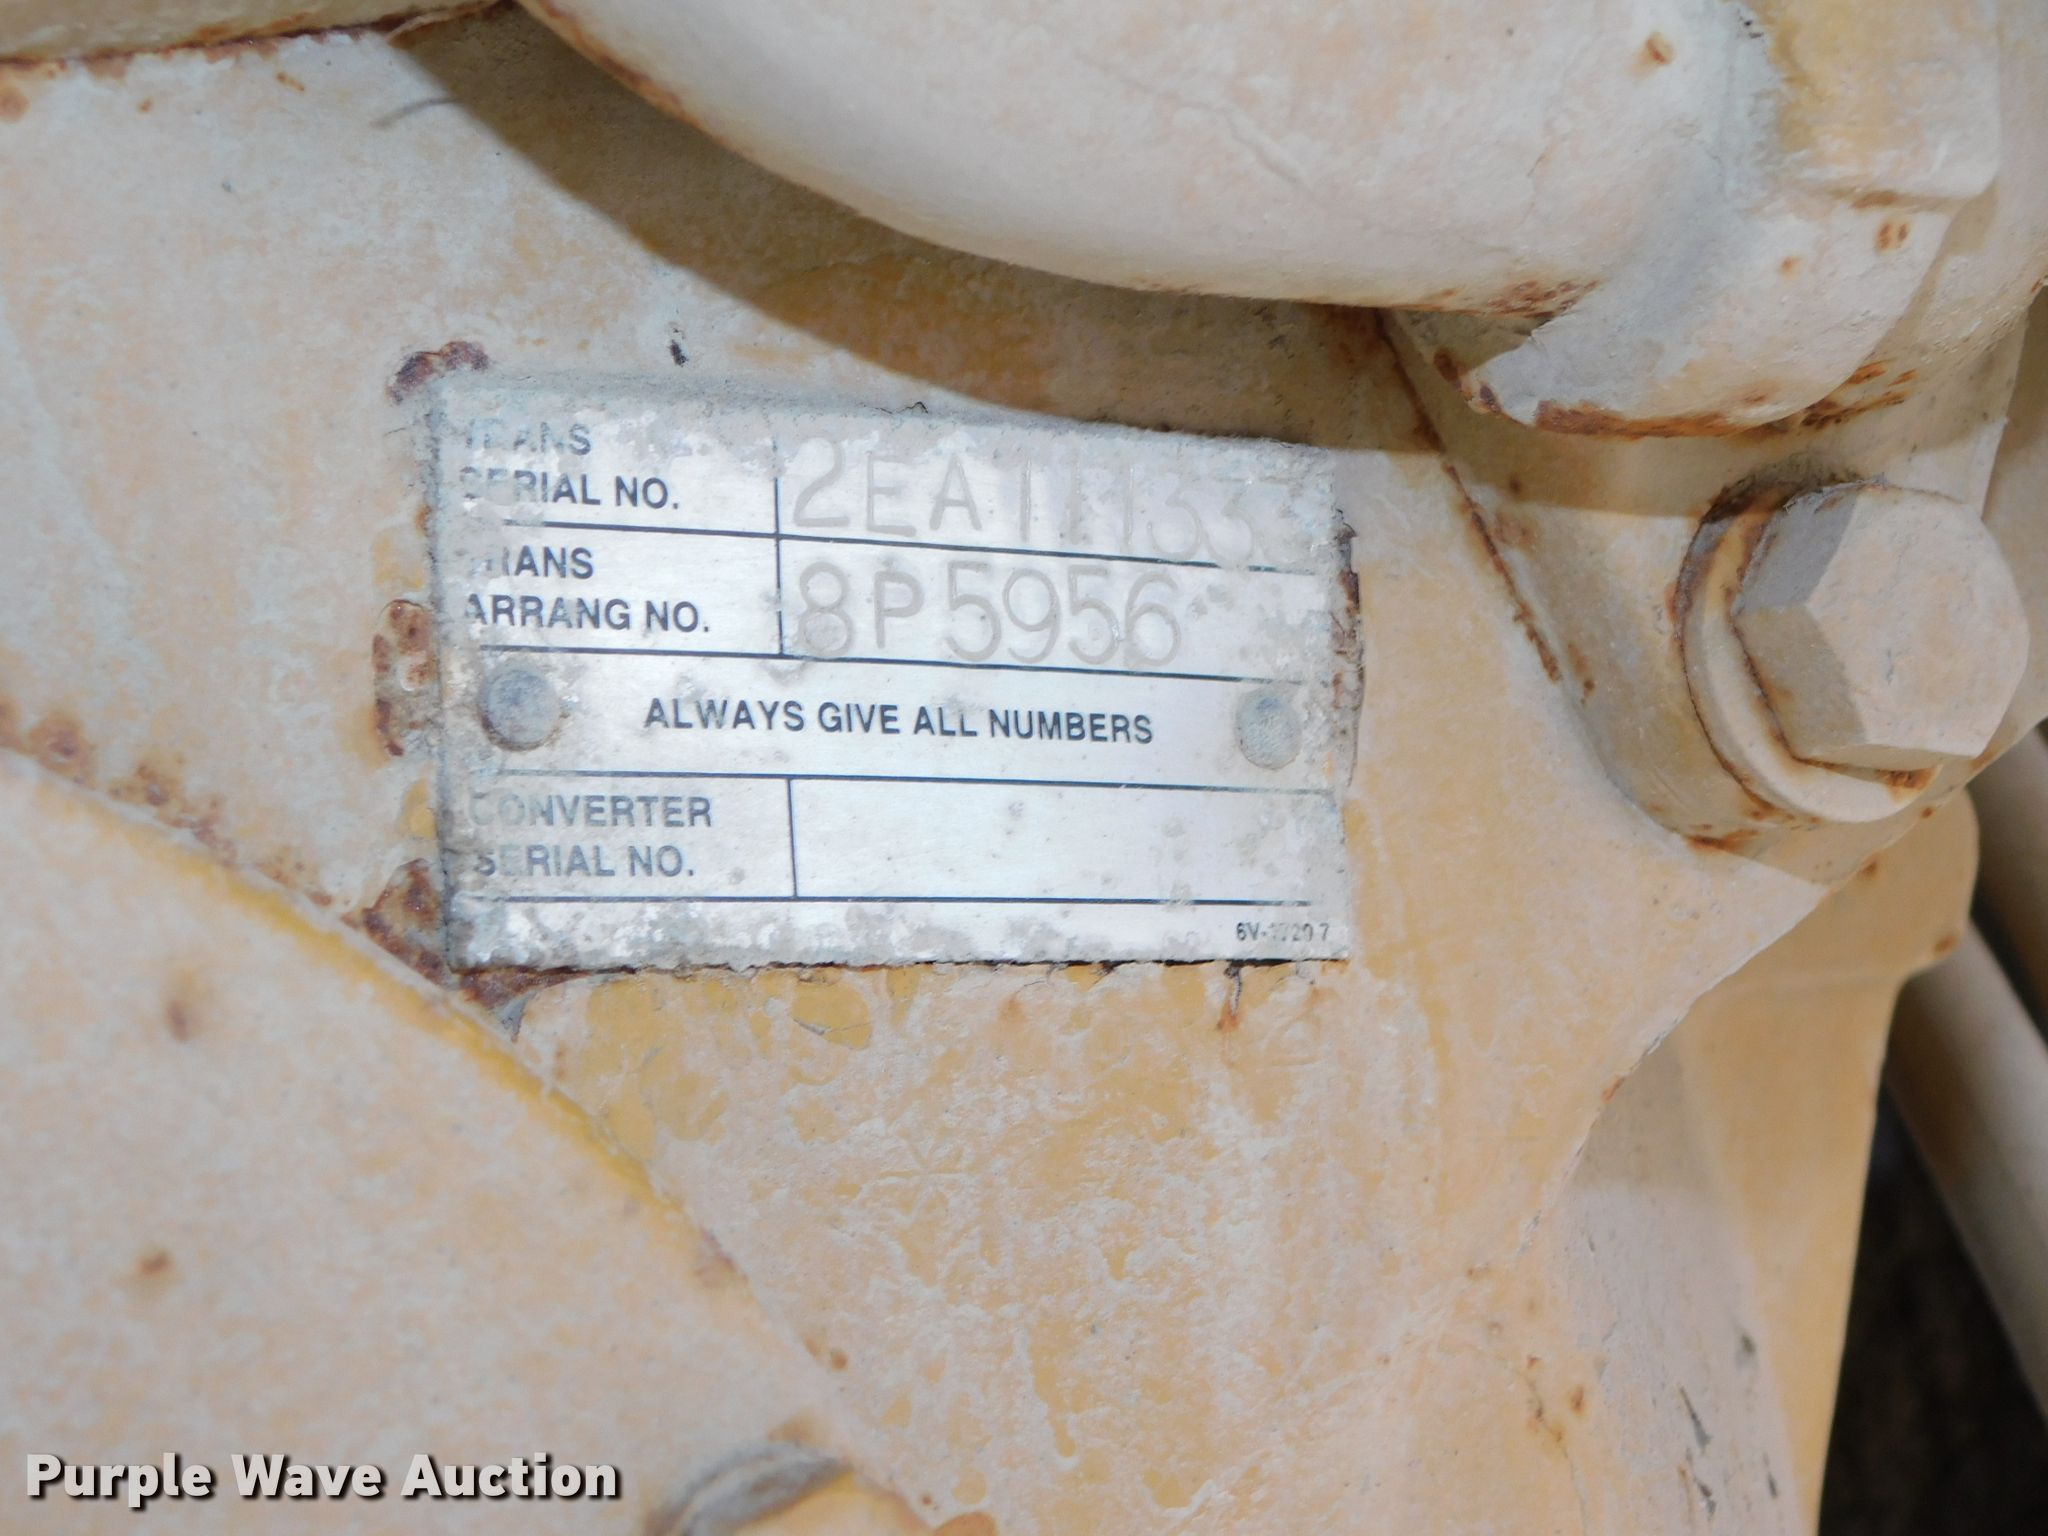 TRANS
SERIAL NO. 2EA11133
TRANS
ARRANG NO. 8P5956
ALWAYS GIVE ALL NUMBERS
CONVERTER
SERIAL NO.
Purple Wave Auction